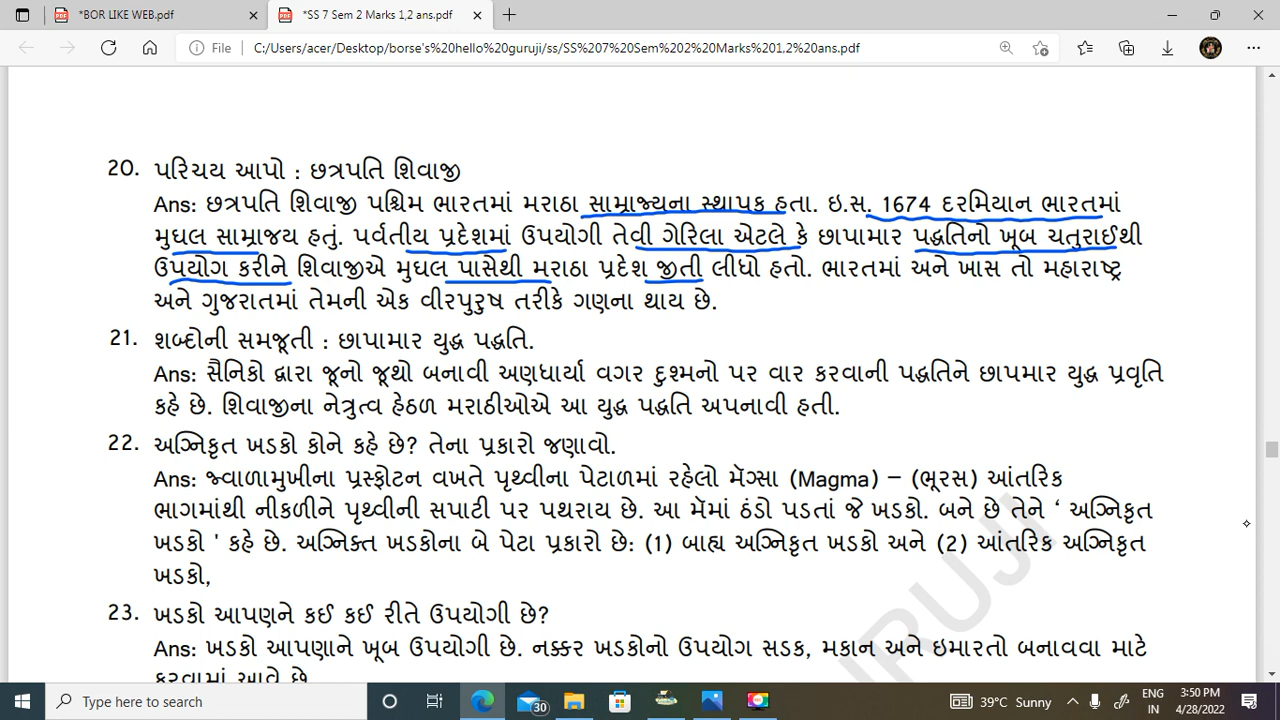 *BOR LIKE WEB.pdf
*SS 7 Sem 2 Marks 1,2 ans.pdf
File C:/Users/acer/Desktop/borse's%20hello%20guruji/ss/SS%207%20Sem%202%20Marks%201,2%20ans.pdf
20. પરિચય આપો : છત્રપતિ શિવાજી
Ans: છત્રપતિ શિવાજી પશ્ચિમ ભારતમાં મરાઠા સામ્રાજ્યના સ્થાપક હતા. ઇ.સ. 1674 દરમિયાન ભારતમાં
મુઘલ સામ્રાજય હતું. પર્વતીય પ્રદેશમાં ઉપયોગી તેવી ગેરિલા એટલે કે છાપામાર પદ્ધતિનો ખૂબ ચતુરાઈથી
ઉપયોગ કરીને શિવાજીએ મુઘલ પાસેથી મરાઠા પ્રદેશ જીતી લીધો હતો. ભારતમાં અને ખાસ તો મહારાષ્ટ્ર
અને ગુજરાતમાં તેમની એક વીરપુરુષ તરીકે ગણના થાય છે.
21. શબ્દોની સમજૂતી : છાપામાર યુદ્ધ પદ્ધતિ.
Ans: સૈનિકો દ્વારા જૂનો જૂથો બનાવી અણધાર્યા વગર દુશ્મનો પર વાર કરવાની પદ્ધતિને છાપમાર યુદ્ધ પ્રવૃતિ
કહે છે. શિવાજીના નેત્રુત્વ હેઠળ મરાઠીઓએ આ યુદ્ધ પદ્ધતિ અપનાવી હતી.
22. અગ્નિકૃત ખડકો કોને કહે છે? તેના પ્રકારો જણાવો.
Ans: જ્વાળામુખીના પ્રસ્ફોટન વખતે પૃથ્વીના પેટાળમાં રહેલો મૅગ્સા (Magma) – (ભૂરસ) આંતરિક
ભાગમાંથી નીકળીને પૃથ્વીની સપાટી પર પથરાય છે. આ મૅમાં ઠંડો પડતાં જે ખડકો. બને છે તેને ‘ અગ્નિકૃત
ખડકો ' કહે છે. અગ્નિક્ત ખડકોના બે પેટા પ્રકારો છે: (1) બાહ્ય અગ્નિકૃત ખડકો અને (2) આંતરિક અગ્નિકૃત
ખડકો,
23. ખડકો આપણને કઈ કઈ રીતે ઉપયોગી છે?
Ans: ખડકો આપણાને ખૂબ ઉપયોગી છે. નક્કર ખડકોનો ઉપયોગ સડક, મકાન અને ઇમારતો બનાવવા માટે
કરવામાં આવે છે
URUJI
Type here to search
30
39°C Sunny
ENG
IN
3:50 PM
4/28/2022